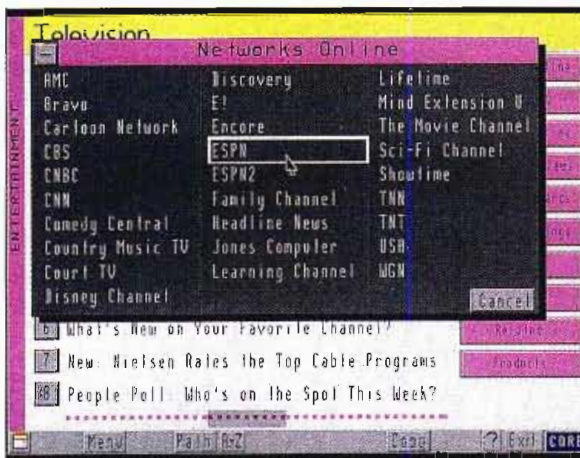 Television
Networks Online
AMC
Bravo
Cartoon Network
CBS
CNBC
CNN
Comedy Central
Country Music TV
Court TV
Disney Channel
Discovery
E!
Encore
ESPN
ESPN2
Family Channel
Headline News
Jones Computer
Learning Channel
Lifetime
Mind Extension U
The Movie Channel
Sci-Fi Channel
Showtime
TNN
TNT
USA
WGN
Cancel
ENTERTAINMENT
6 What's New on Your Favorite Channel?
7 New: Nielsen Rates the Top Cable Programs
People Poll: Who's on the Spot This Week?
Products
Menu Path A-Z Copy ? Exit CORE